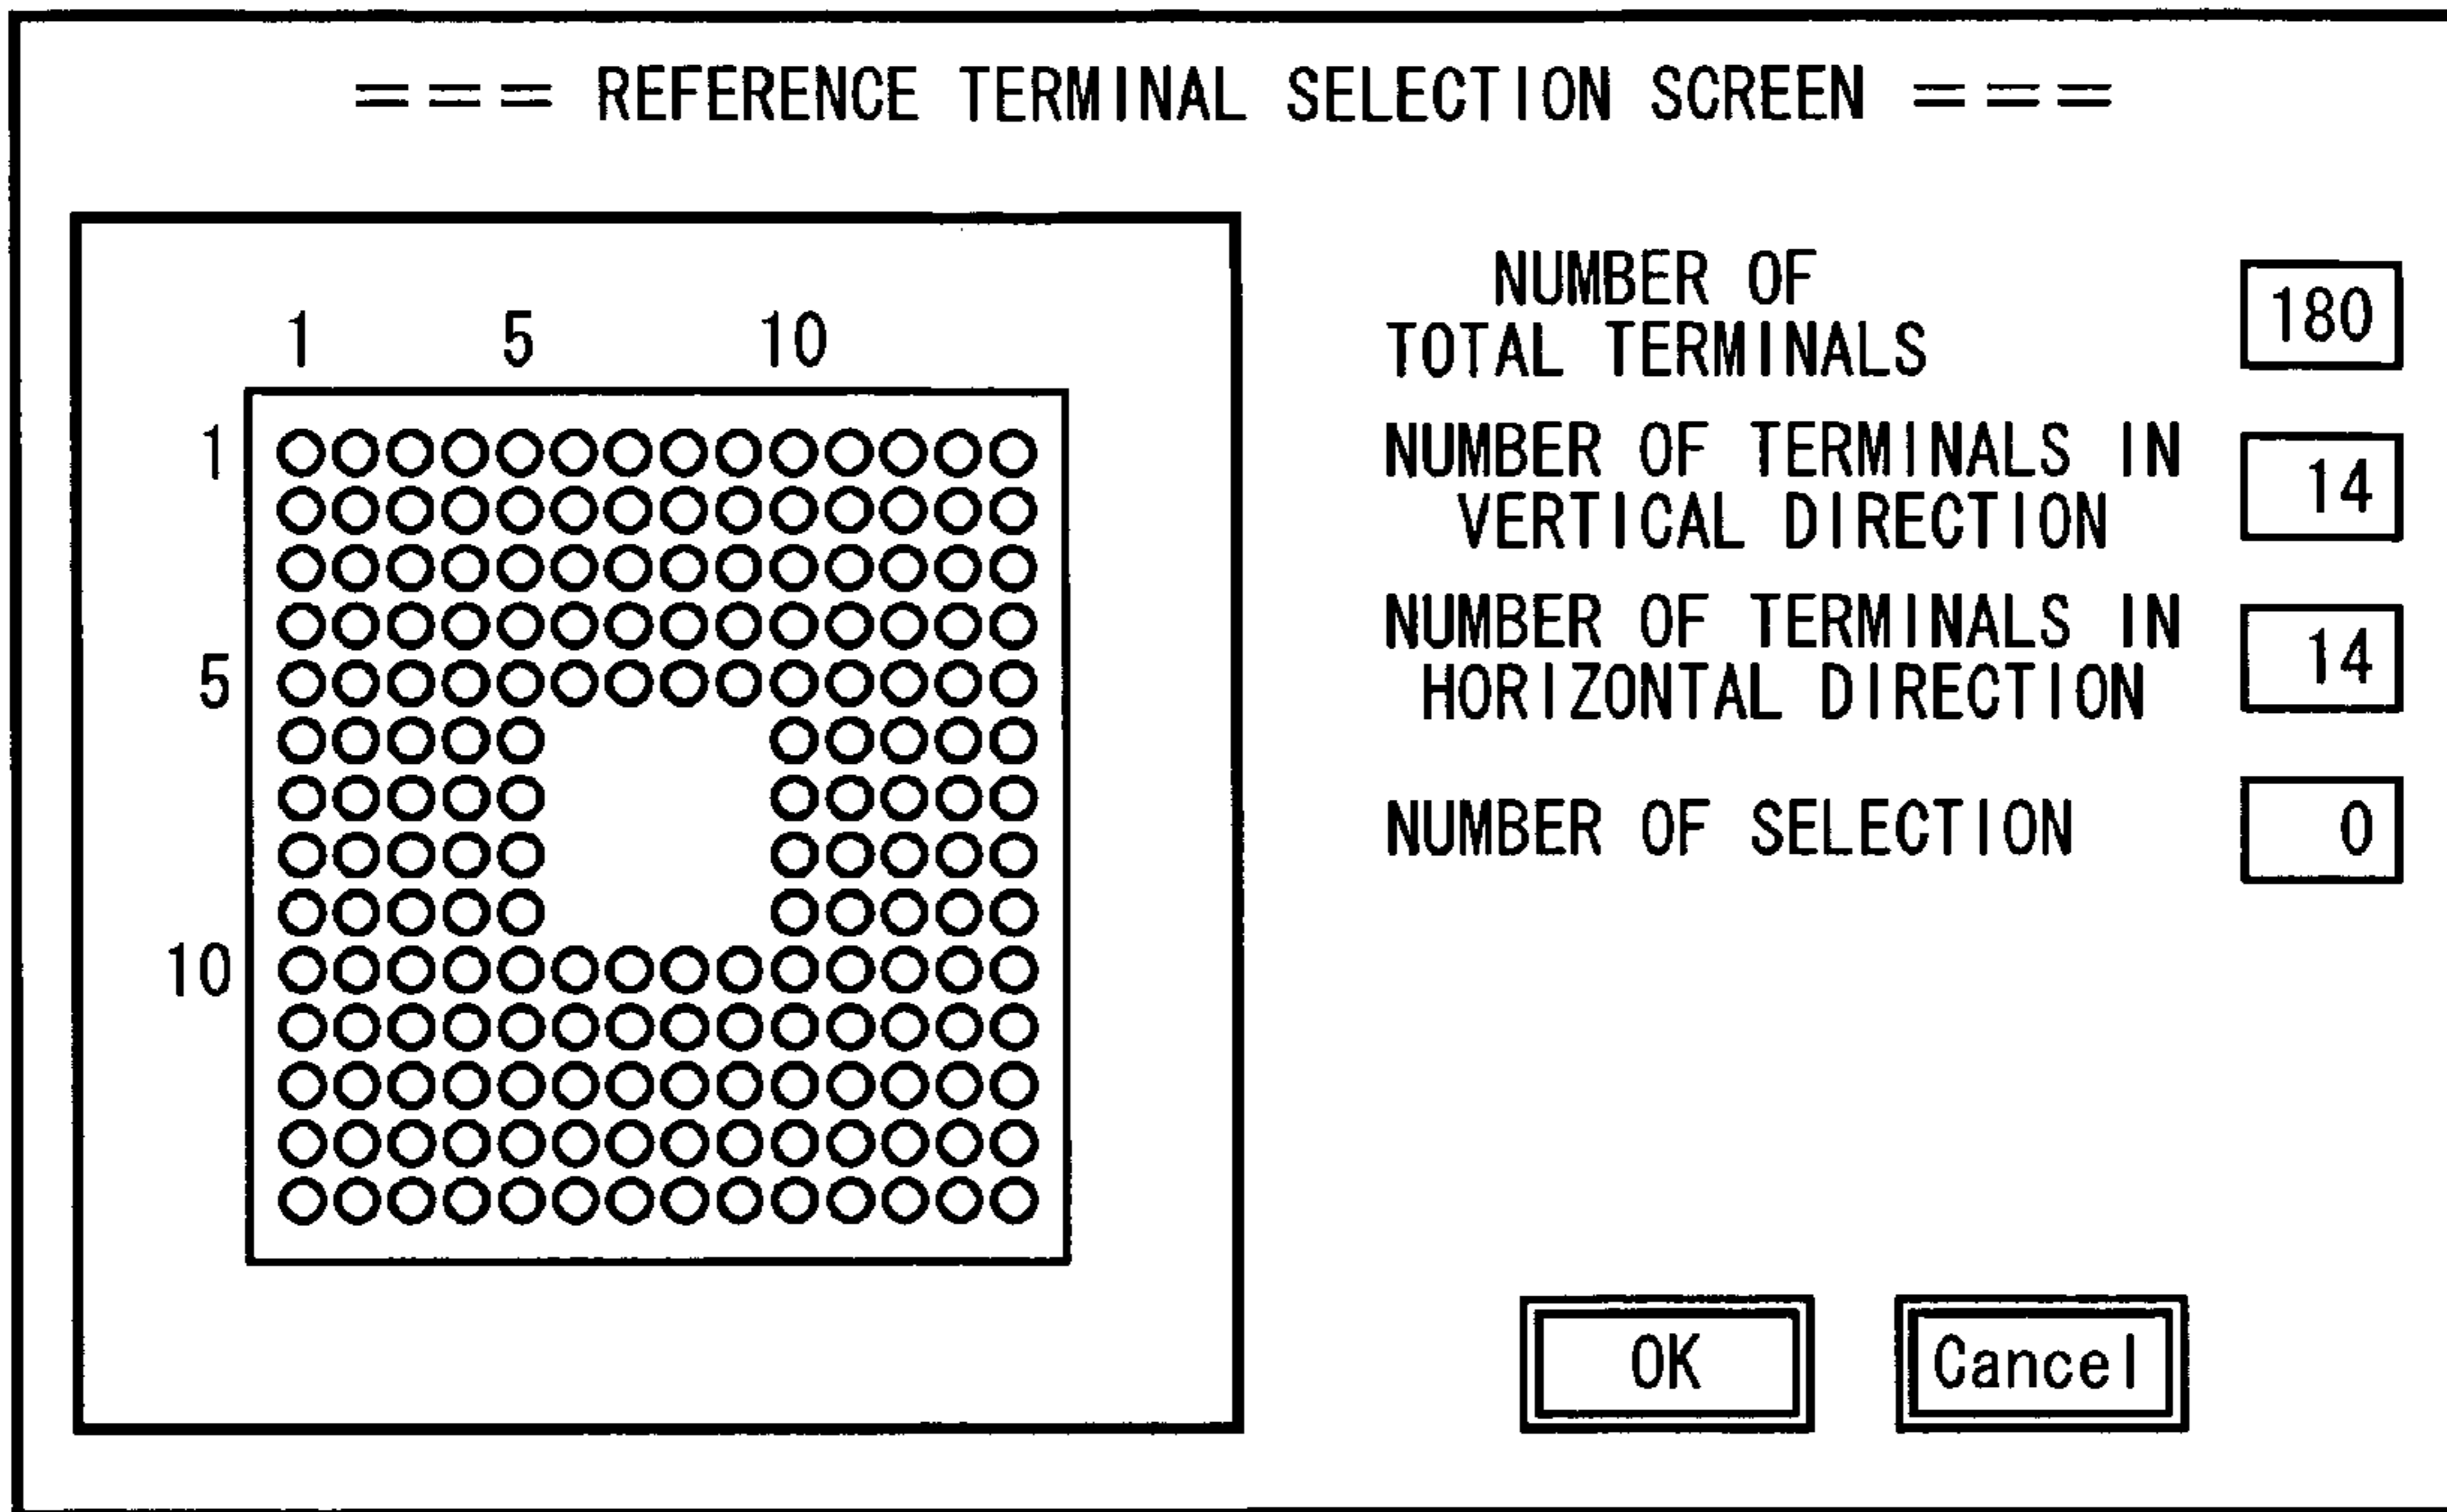 === REFERENCE TERMINAL SELECTION SCREEN ===
1 5 10
1
5
10
NUMBER OF
TOTAL TERMINALS
180
NUMBER OF TERMINALS IN
VERTICAL DIRECTION
14
NUMBER OF TERMINALS IN
HORIZONTAL DIRECTION
14
NUMBER OF SELECTION
0
OK
Cancel